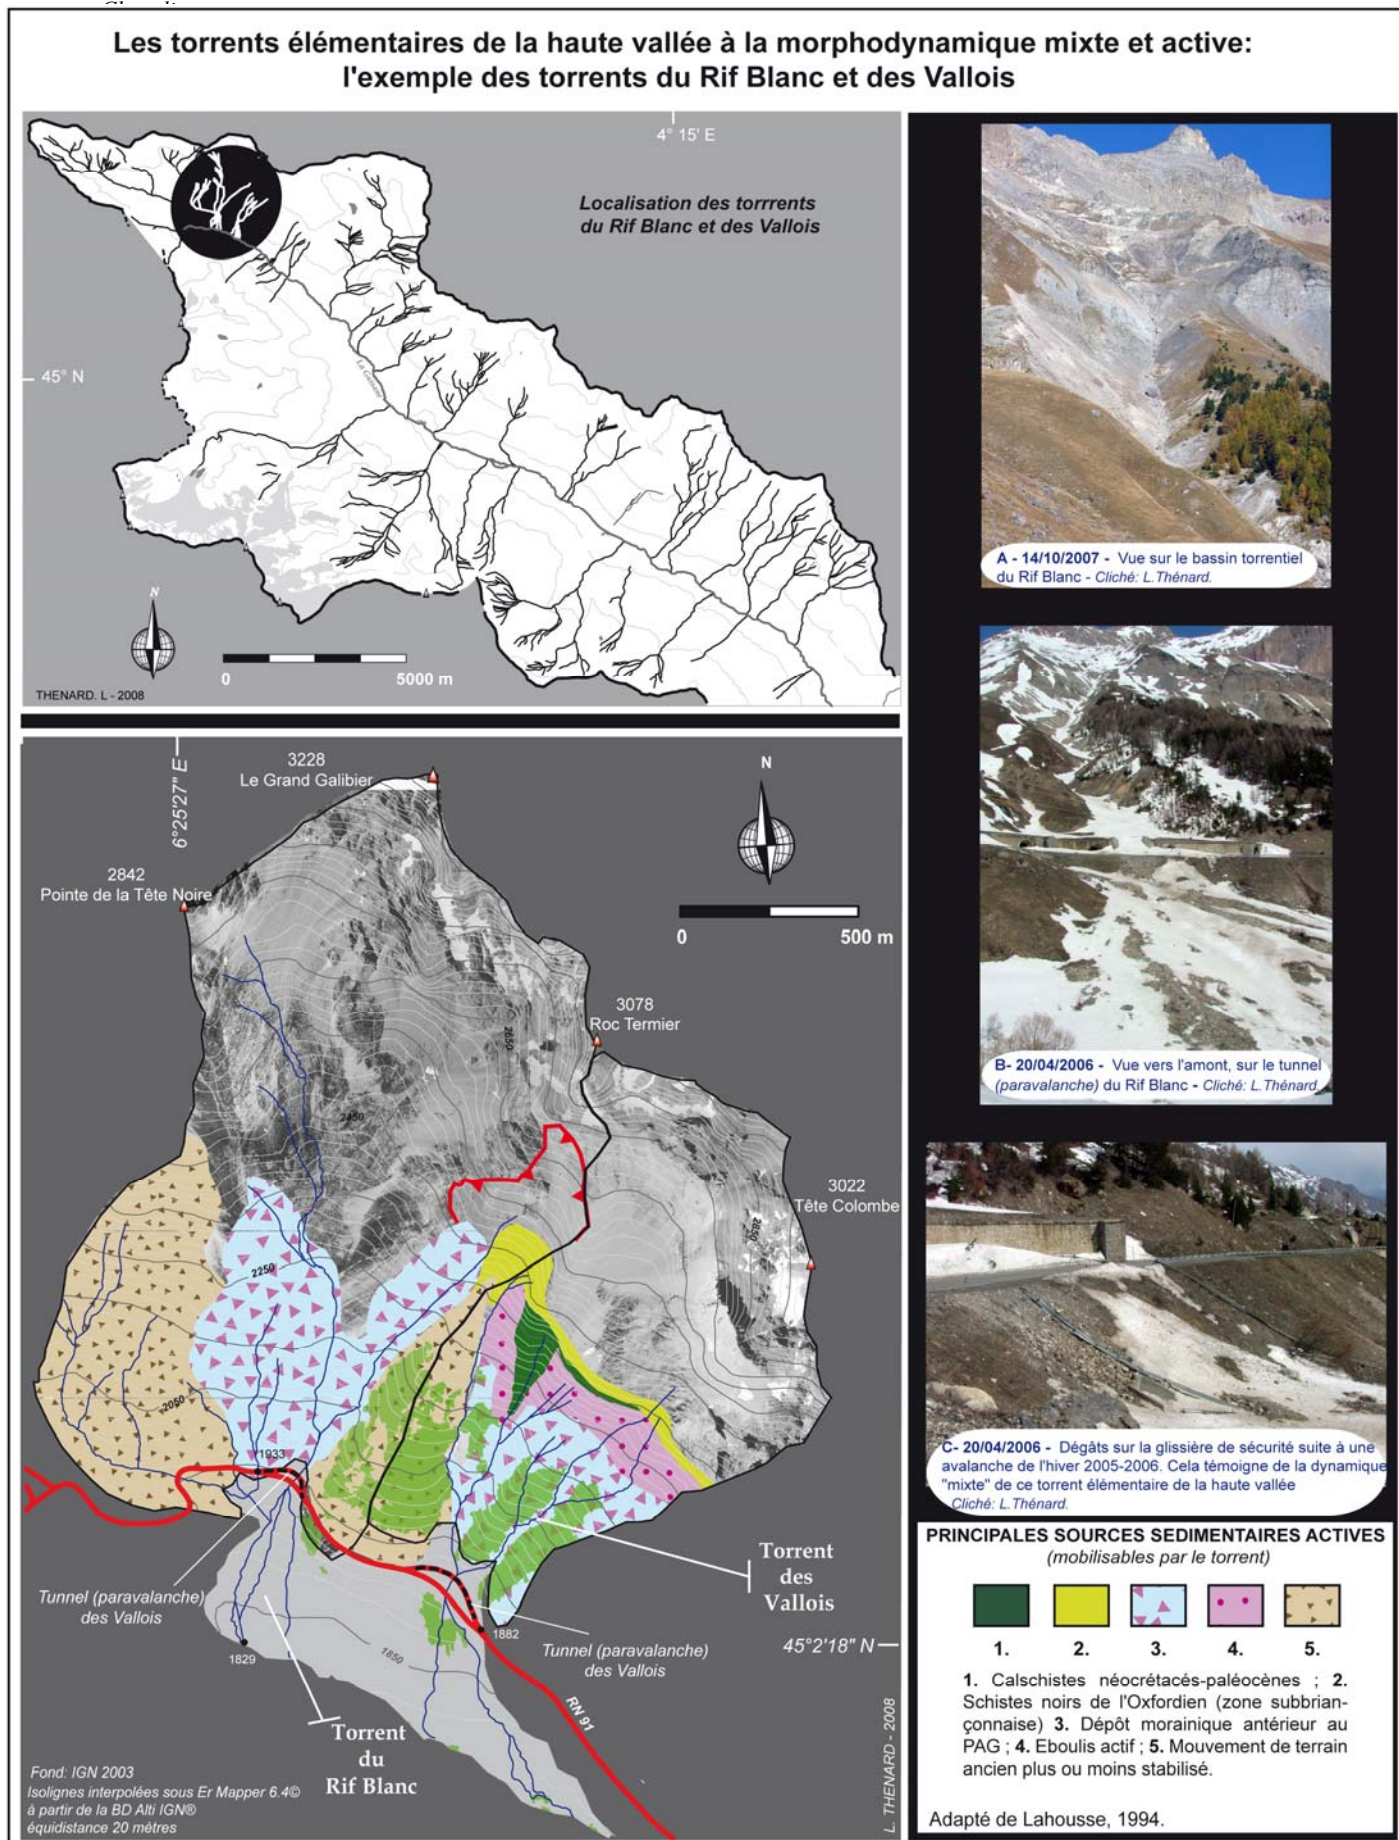 Les torrents élémentaires de la haute vallée à la morphodynamique mixte et active:
l'exemple des torrents du Rif Blanc et des Vallois
4° 15' E
Localisation des torrrents
du Rif Blanc et des Vallois
45° N
La Guisane
N
0
5000 m
THENARD. L - 2008
A - 14/10/2007 - Vue sur le bassin torrentiel
du Rif Blanc - Cliché: L.Thénard.
B- 20/04/2006 - Vue vers l'amont, sur le tunnel
(paravalanche) du Rif Blanc - Cliché: L.Thénard.
C- 20/04/2006 - Dégâts sur la glissière de sécurité suite à une
avalanche de l'hiver 2005-2006. Cela témoigne de la dynamique
"mixte" de ce torrent élémentaire de la haute vallée
Cliché: L.Thénard.
6°25'27" E
3228
Le Grand Galibier
N
2842
Pointe de la Tête Noire
0
500 m
3078
Roc Termier
2650
2450
3022
Tête Colombe
2850
2250
2050
1933
Tunnel (paravalanche)
des Vallois
Torrent
des
Vallois
1882
Tunnel (paravalanche)
des Vallois
45°2'18" N
1829
1850
RN 91
Torrent
du
Rif Blanc
Fond: IGN 2003
Isolignes interpolées sous Er Mapper 6.4©
à partir de la BD Alti IGN®
équidistance 20 mètres
L. THENARD - 2008
PRINCIPALES SOURCES SEDIMENTAIRES ACTIVES
(mobilisables par le torrent)
1. 2. 3. 4. 5.
1. Calschistes néocrétacés-paléocènes ; 2.
Schistes noirs de l'Oxfordien (zone subbrian-
çonnaise) 3. Dépôt morainique antérieur au
PAG ; 4. Eboulis actif ; 5. Mouvement de terrain
ancien plus ou moins stabilisé.
Adapté de Lahousse, 1994.